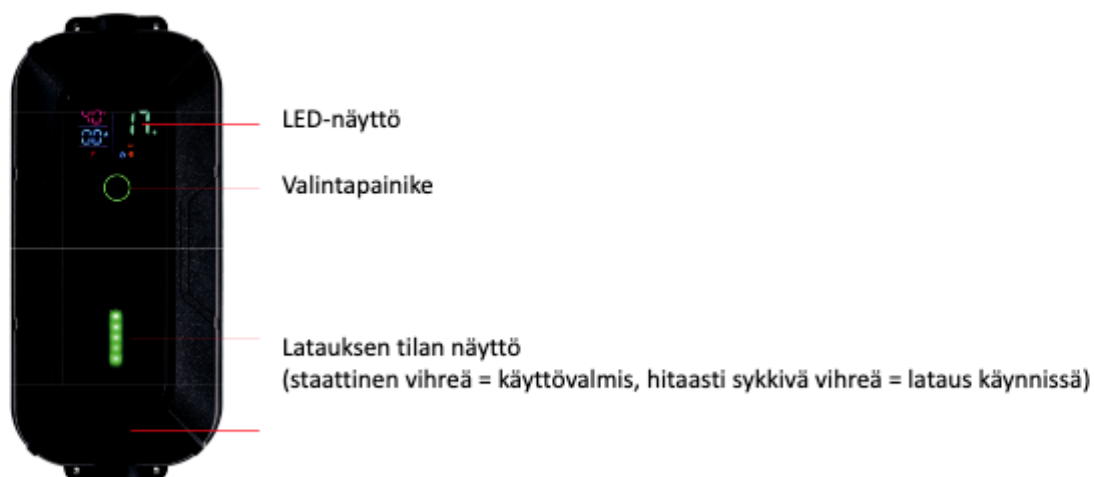 LED-näyttö
Valintapainike
Latauksen tilan näyttö
(staattinen vihreä = käyttövalmis, hitaasti sykkivä vihreä = lataus käynnissä)